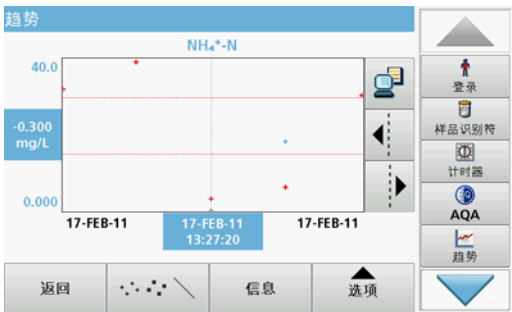 趋势
NH₄⁺-N
40.0
-0.300
mg/L
0.000
17-FEB-11
17-FEB-11
13:27:20
17-FEB-11
返回
信息
选项
登录
样品识别符
计时器
AQA
趋势